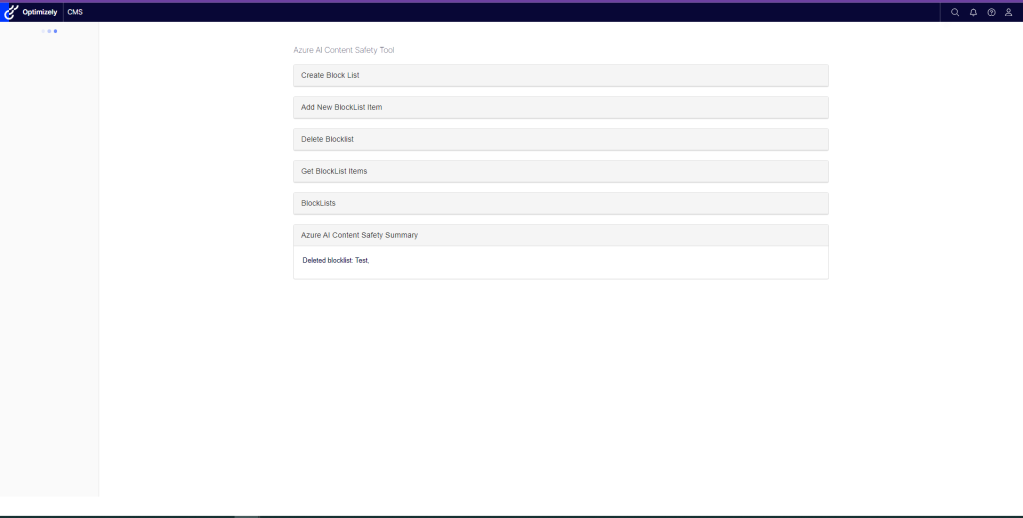 Optimizely CMS
Azure AI Content Safety Tool
Create Block List
Add New BlockList Item
Delete Blocklist
Get BlockList Items
BlockLists
Azure AI Content Safety Summary
Deleted blocklist: Test,